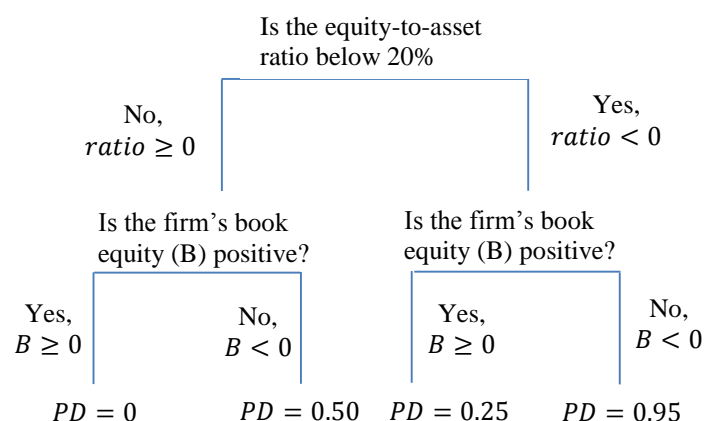 Is the equity-to-asset
ratio below 20%
No,
ratio ≥ 0
Yes,
ratio < 0
Is the firm's book
equity (B) positive?
Is the firm's book
equity (B) positive?
Yes,
B ≥ 0
No,
B < 0
Yes,
B ≥ 0
No,
B < 0
PD = 0
PD = 0.50
PD = 0.25
PD = 0.95